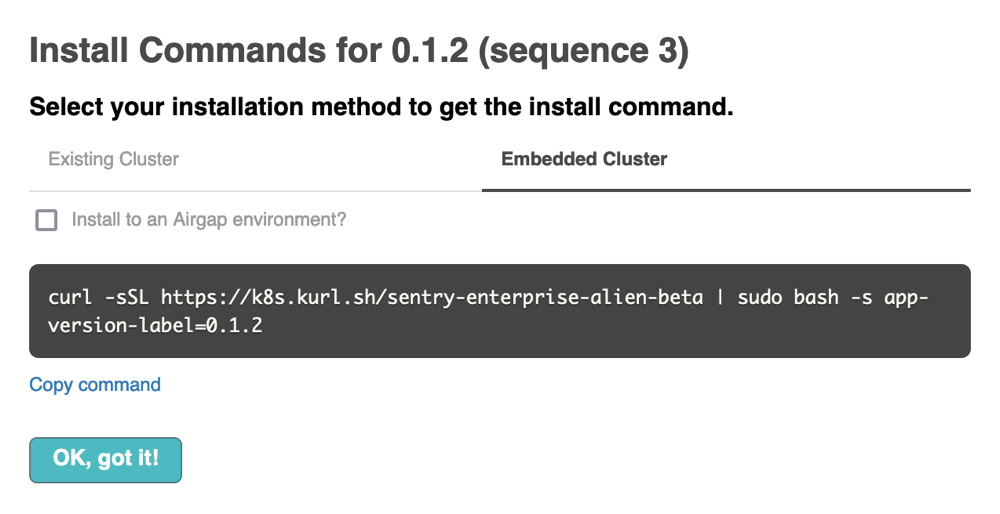 Install Commands for 0.1.2 (sequence 3)
Select your installation method to get the install command.
Existing Cluster
Embedded Cluster
Install to an Airgap environment?
curl -sSL https://k8s.kurl.sh/sentry-enterprise-alien-beta | sudo bash -s app-
version-label=0.1.2
Copy command
OK, got it!